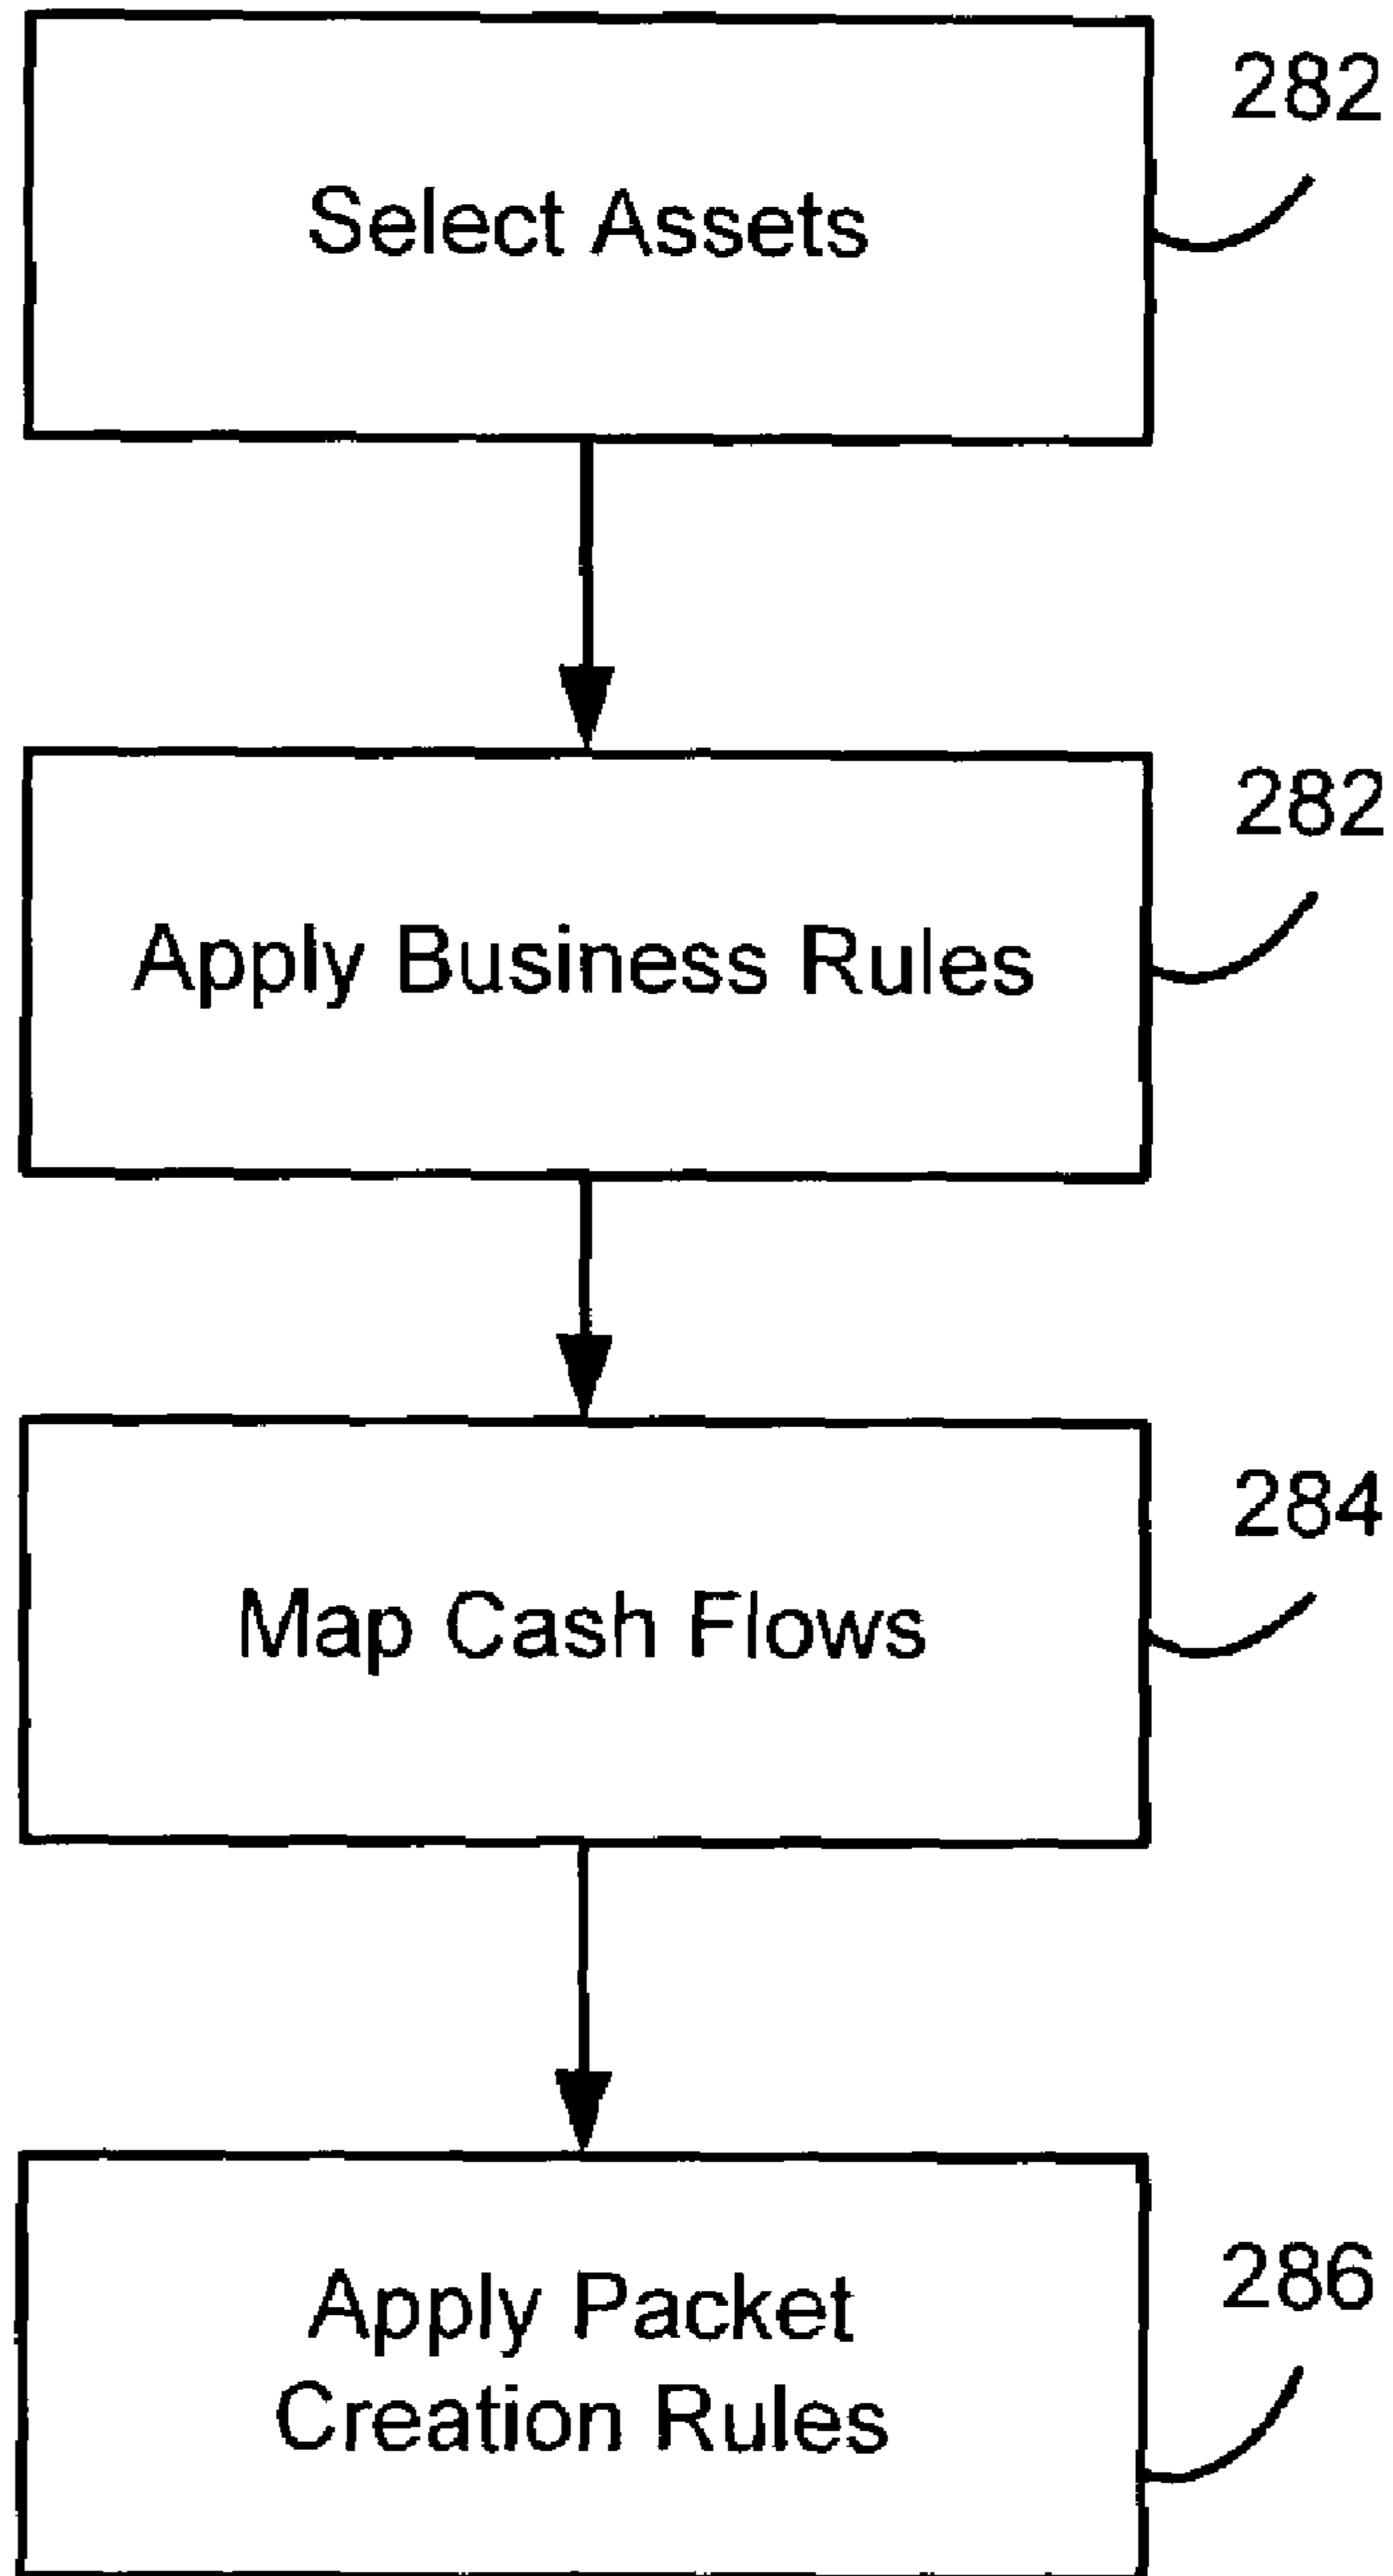 282
Select Assets
282
Apply Business Rules
284
Map Cash Flows
286
Apply Packet
Creation Rules